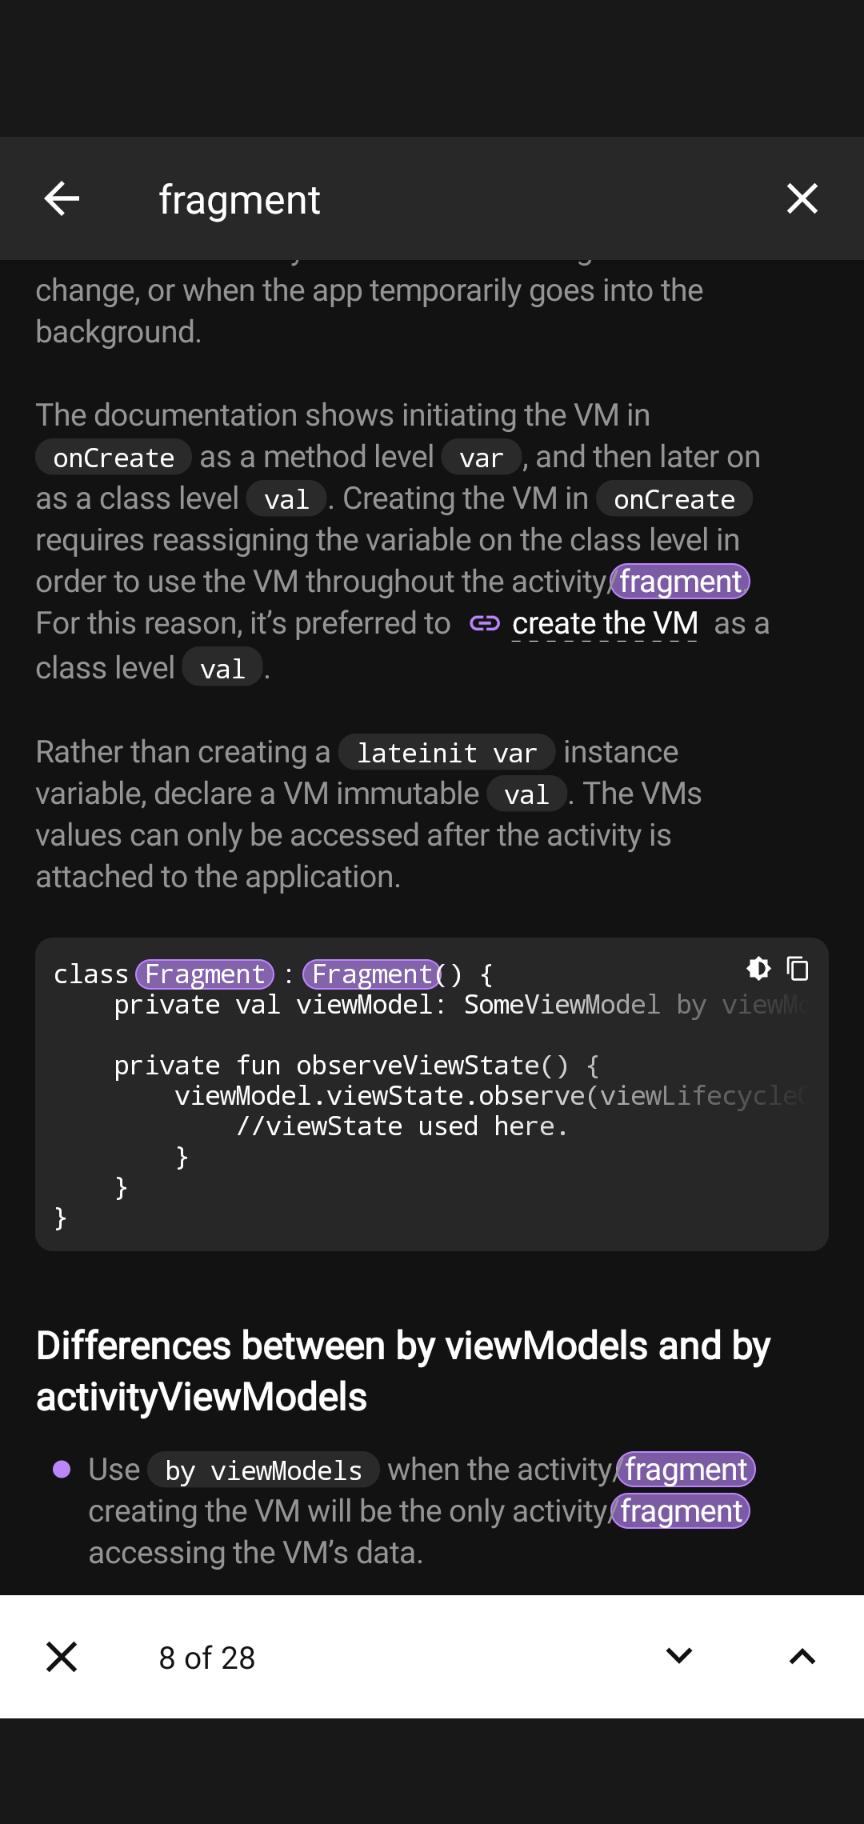 fragment
change, or when the app temporarily goes into the
background.
The documentation shows initiating the VM in
onCreate as a method level var , and then later on
as a class level val . Creating the VM in onCreate
requires reassigning the variable on the class level in
order to use the VM throughout the activity/fragment.
For this reason, it’s preferred to create the VM as a
class level val .
Rather than creating a lateinit var instance
variable, declare a VM immutable val . The VMs
values can only be accessed after the activity is
attached to the application.
class Fragment : Fragment() {
private val viewModel: SomeViewModel by viewMo
private fun observeViewState() {
viewModel.viewState.observe(viewLifecycleO
//viewState used here.
}
}
}
Differences between by viewModels and by
activityViewModels
Use by viewModels when the activity/fragment
creating the VM will be the only activity/fragment
accessing the VM’s data.
8 of 28